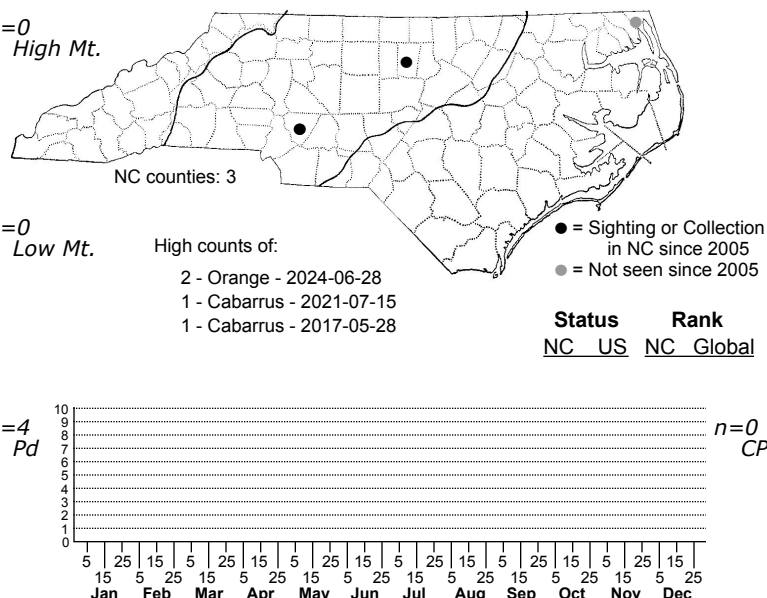 =0
High Mt.
NC counties: 3
=0
Low Mt.
High counts of:
2 - Orange - 2024-06-28
1 - Cabarrus - 2021-07-15
1 - Cabarrus - 2017-05-28
● = Sighting or Collection
in NC since 2005
● = Not seen since 2005
Status Rank
NC US NC Global
=4
Pd
n=0
CP
10
9
8
7
6
5
4
3
2
1
0
5 25 15 5 25 15 5 25 15 5 25 15 5 25 15 5 25 15
15 5 25 15 5 25 15 5 25 15 5 25 15 5 25 15 5 25
Jan Feb Mar Apr May Jun Jul Aug Sep Oct Nov Dec